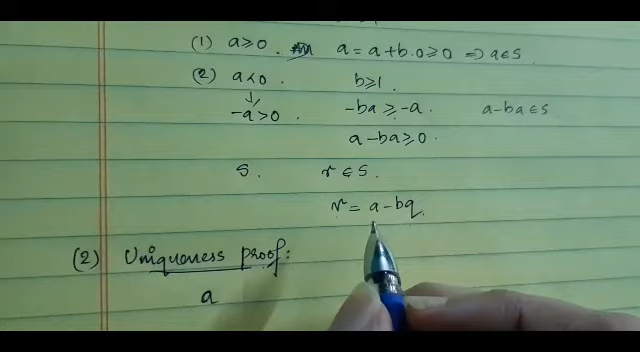 (1) a ≥ 0 . a = a + b.0 ≥ 0 ⇒ a ∈ S
(2) a < 0 . b ≥ 1 .
↓
-a > 0 . -ba ≥ -a . a - ba ∈ S
a - ba ≥ 0 .
S . r ∈ S .
r = a - bq .
(2) Uniqueness proof:
a